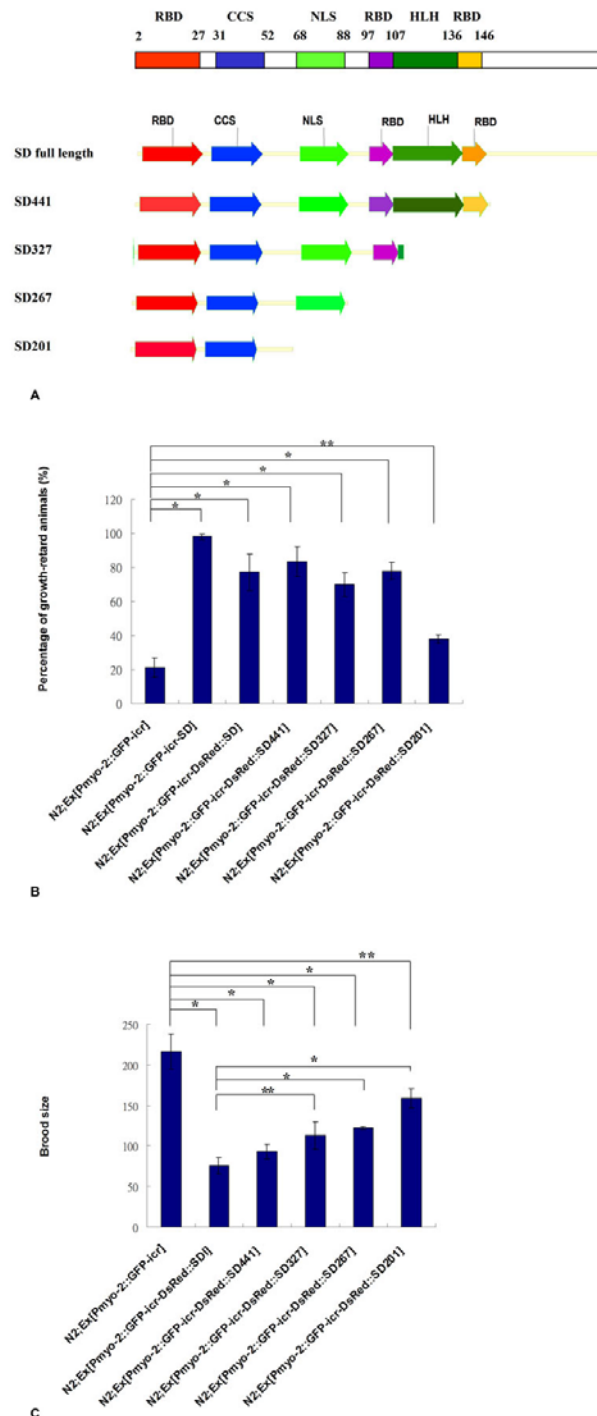 RBD CCS NLS RBD HLH RBD
2 27 31 52 68 88 97 107 136 146
RBD CCS NLS RBD HLH RBD
SD full length
SD441
SD327
SD267
SD201
A
** 
*
*
*
*
*
Percentage of growth-retard animals (%)
120
100
80
60
40
20
0
N2;Ex[Pmyo-2::GFP-icr]
N2;Ex[Pmyo-2::GFP-icr-SD]
N2;Ex[Pmyo-2::GFP-icr-DsRed::SD]
N2;Ex[Pmyo-2::GFP-icr-DsRed::SD441]
N2;Ex[Pmyo-2::GFP-icr-DsRed::SD327]
N2;Ex[Pmyo-2::GFP-icr-DsRed::SD267]
N2;Ex[Pmyo-2::GFP-icr-DsRed::SD201]
B
**
*
*
*
*
*
*
**
Brood size
250
200
150
100
50
0
N2;Ex[Pmyo-2::GFP-icr]
N2;Ex[Pmyo-2::GFP-icr-DsRed::SDI]
N2;Ex[Pmyo-2::GFP-icr-DsRed::SD441]
N2;Ex[Pmyo-2::GFP-icr-DsRed::SD327]
N2;Ex[Pmyo-2::GFP-icr-DsRed::SD267]
N2;Ex[Pmyo-2::GFP-icr-DsRed::SD201]
C